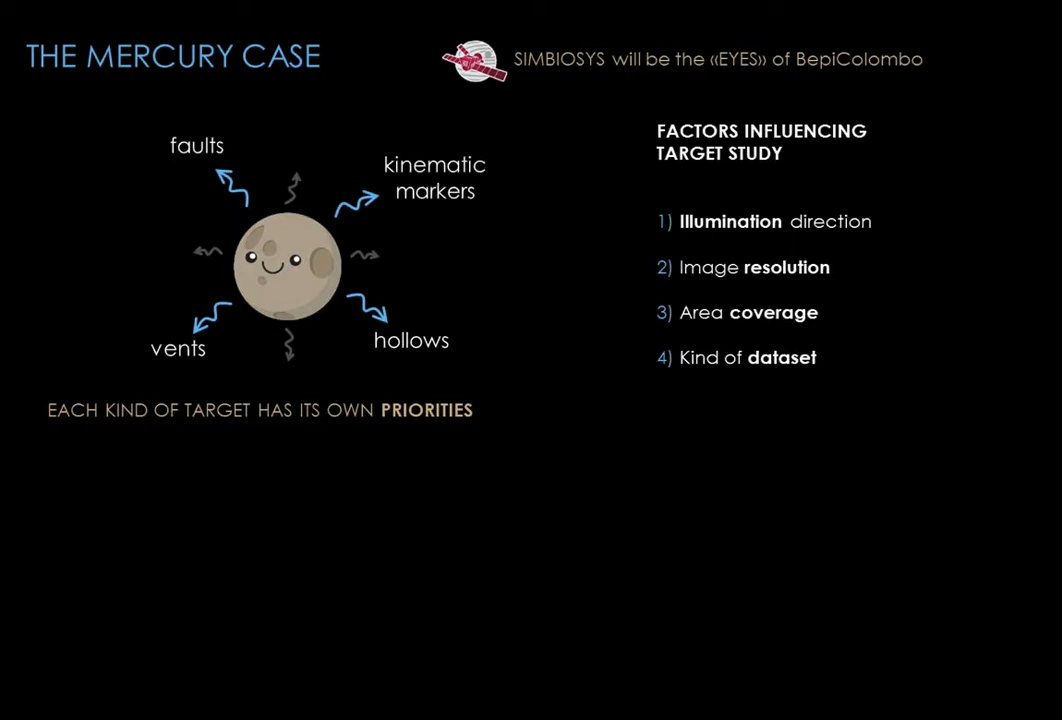 THE MERCURY CASE
SIMBIOSYS will be the «EYES» of BepiColombo
faults
kinematic
markers
vents
hollows
EACH KIND OF TARGET HAS ITS OWN PRIORITIES
FACTORS INFLUENCING
TARGET STUDY
1) Illumination direction
2) Image resolution
3) Area coverage
4) Kind of dataset